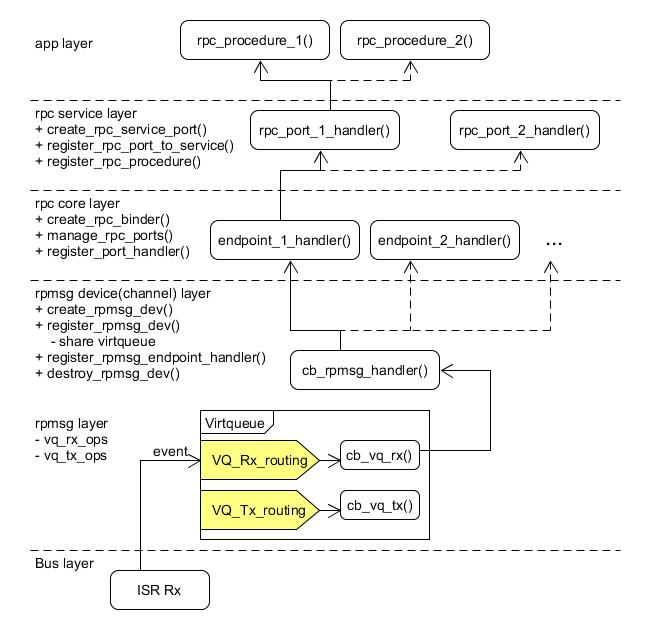 app layer
rpc_procedure_1()
rpc_procedure_2()
rpc service layer
+ create_rpc_service_port()
+ register_rpc_port_to_service()
+ register_rpc_procedure()
rpc_port_1_handler()
rpc_port_2_handler()
rpc core layer
+ create_rpc_binder()
+ manage_rpc_ports()
+ register_port_handler()
endpoint_1_handler()
endpoint_2_handler()
...
rpmsg device(channel) layer
+ create_rpmsg_dev()
+ register_rpmsg_dev()
- share virtqueue
+ register_rpmsg_endpoint_handler()
+ destroy_rpmsg_dev()
cb_rpmsg_handler()
rpmsg layer
- vq_rx_ops
- vq_tx_ops
event
Virtqueue
VQ_Rx_routing
cb_vq_rx()
VQ_Tx_routing
cb_vq_tx()
Bus layer
ISR Rx